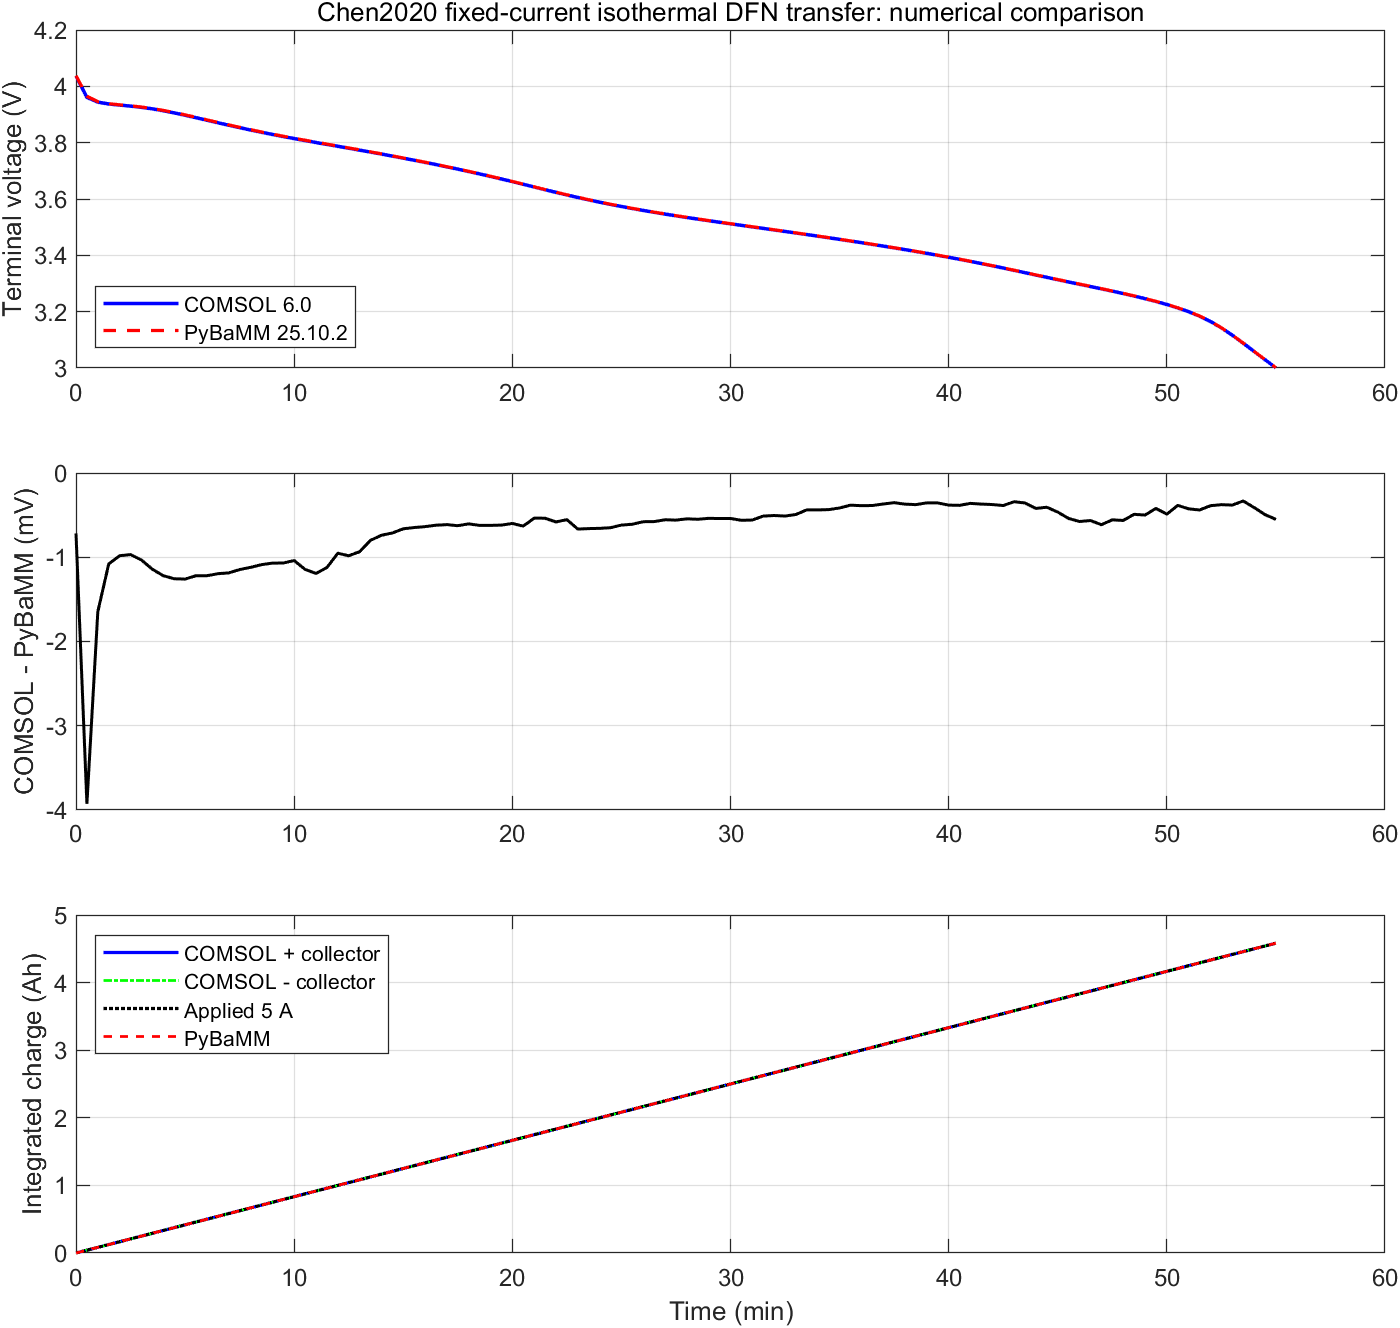 Chen2020 fixed-current isothermal DFN transfer: numerical comparison
4.2
4
3.8
3.6
3.4
3.2
3
Terminal voltage (V)
COMSOL 6.0
PyBaMM 25.10.2
0 10 20 30 40 50 60
0
-1
-2
-3
-4
COMSOL - PyBaMM (mV)
0 10 20 30 40 50 60
5
4
3
2
1
0
Integrated charge (Ah)
COMSOL + collector
COMSOL - collector
Applied 5 A
PyBaMM
0 10 20 30 40 50 60
Time (min)